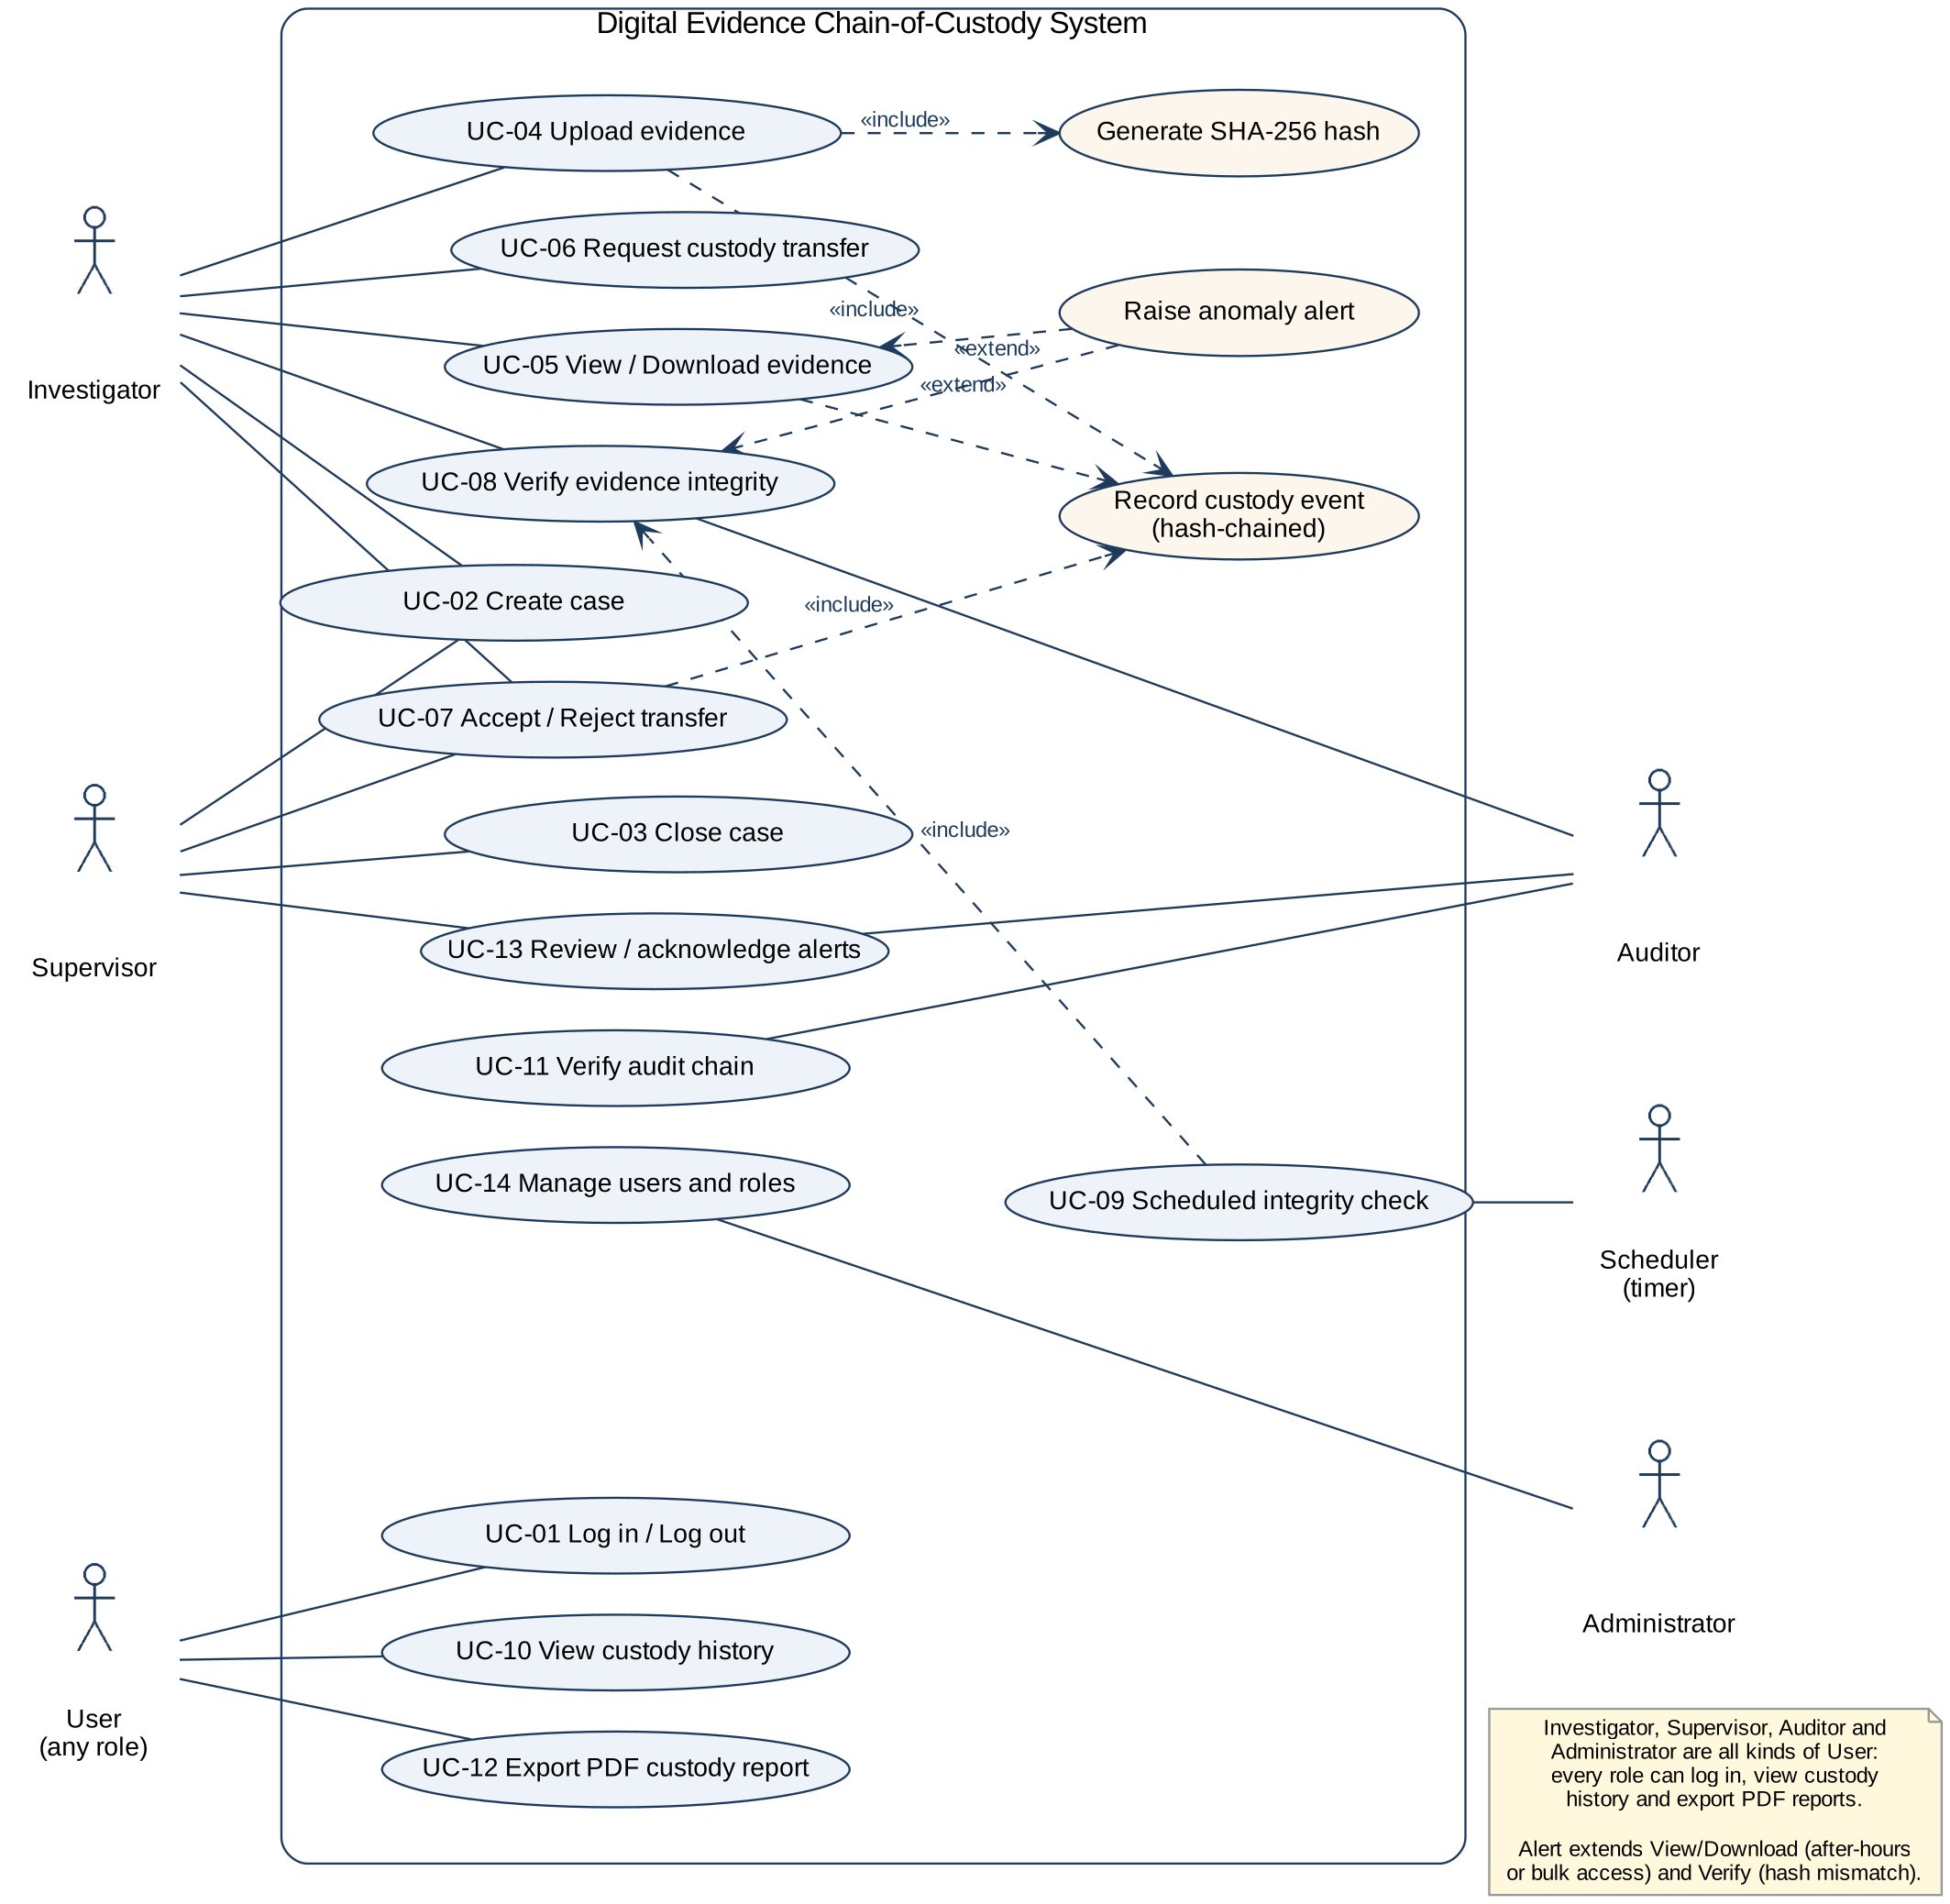 Digital Evidence Chain-of-Custody System
UC-04 Upload evidence
«include»
Generate SHA-256 hash
UC-06 Request custody transfer
«include»
Raise anomaly alert
Investigator
UC-05 View / Download evidence
«extend»
«extend»
UC-08 Verify evidence integrity
Record custody event
(hash-chained)
UC-02 Create case
«include»
UC-07 Accept / Reject transfer
UC-03 Close case
«include»
Supervisor
UC-13 Review / acknowledge alerts
Auditor
UC-11 Verify audit chain
UC-14 Manage users and roles
UC-09 Scheduled integrity check
Scheduler
(timer)
UC-01 Log in / Log out
Administrator
UC-10 View custody history
User
(any role)
UC-12 Export PDF custody report
Investigator, Supervisor, Auditor and
Administrator are all kinds of User:
every role can log in, view custody
history and export PDF reports.
Alert extends View/Download (after-hours
or bulk access) and Verify (hash mismatch).